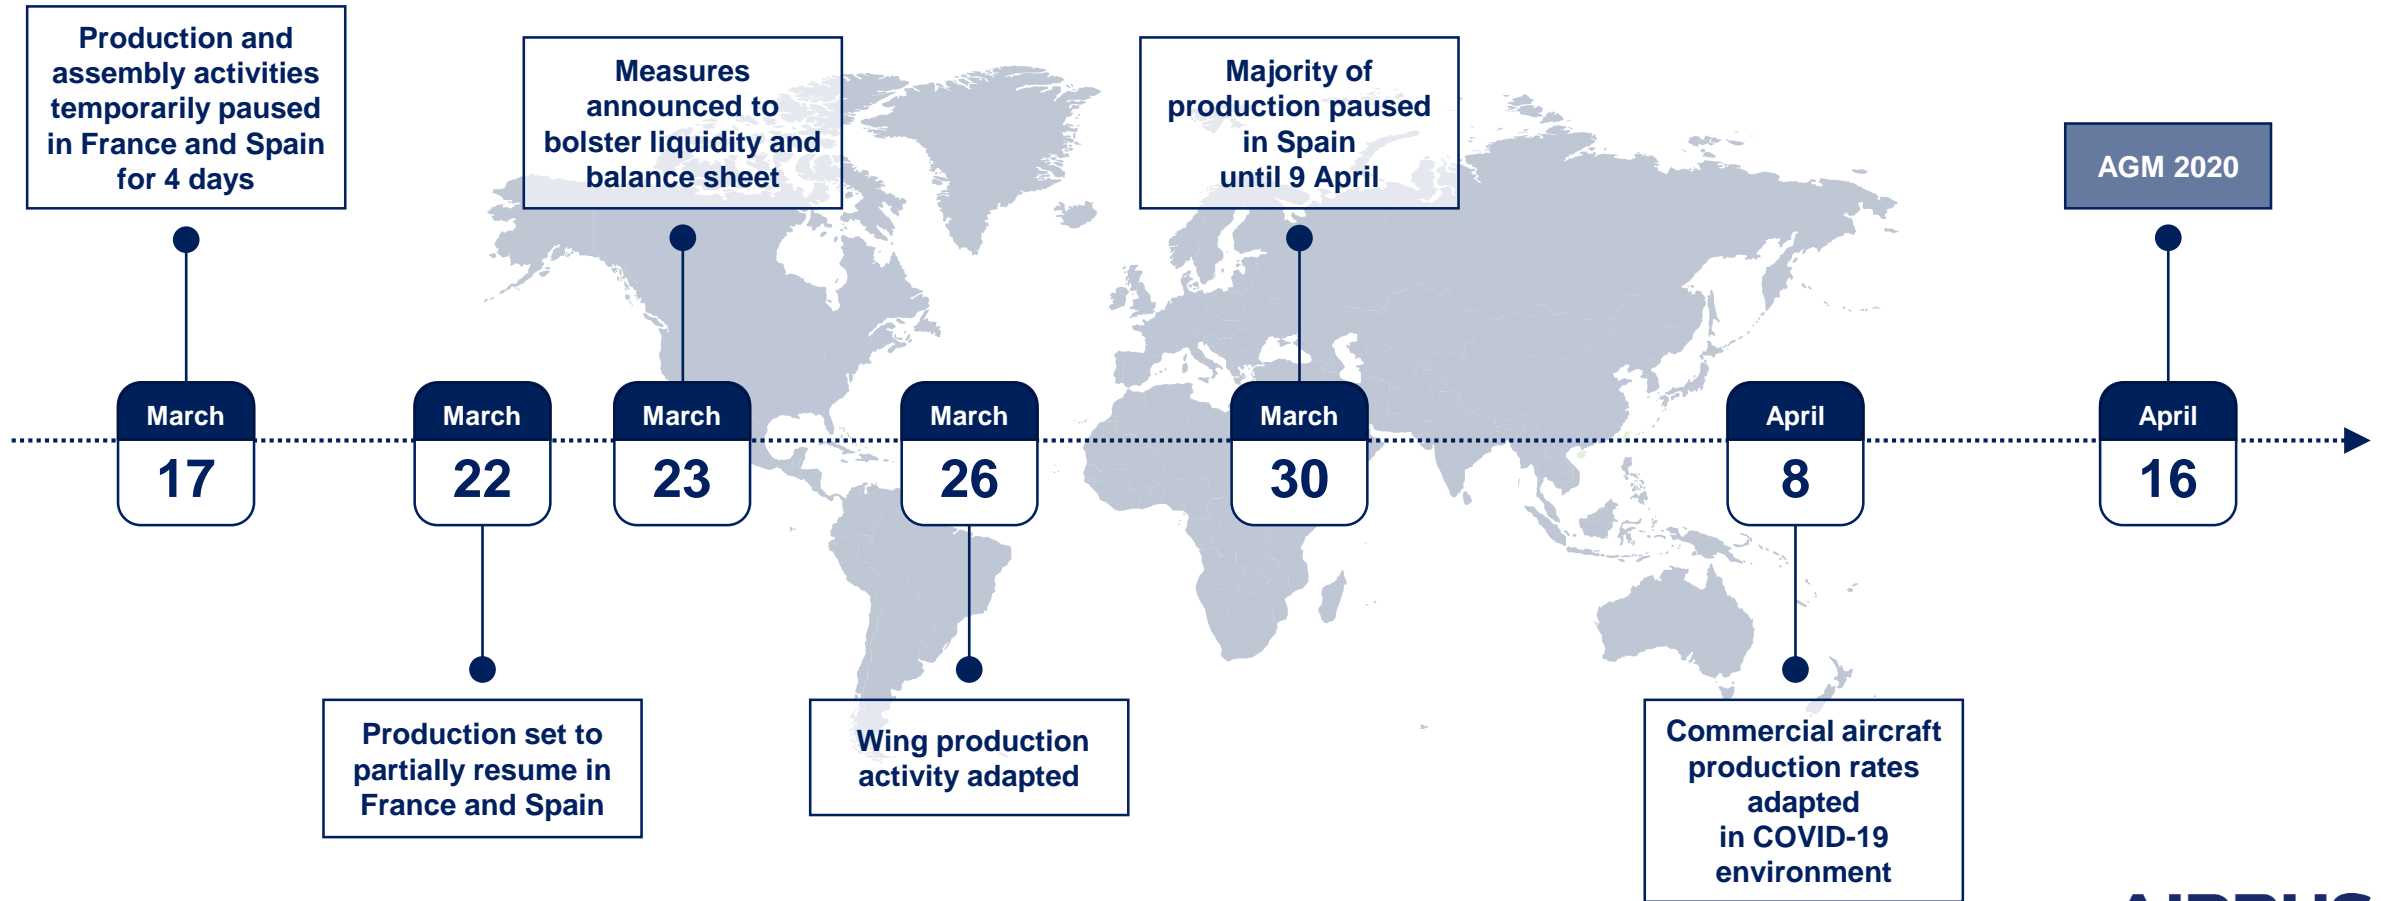 Production and
assembly activities
temporarily paused
in France and Spain
for 4 days
Measures
announced to
bolster liquidity and
balance sheet
Majority of
production paused
in Spain
until 9 April
AGM 2020
March
17
March
22
March
23
March
26
March
30
April
8
April
16
Production set to
partially resume in
France and Spain
Wing production
activity adapted
Commercial aircraft
production rates
adapted
in COVID-19
environment
AIRBUS